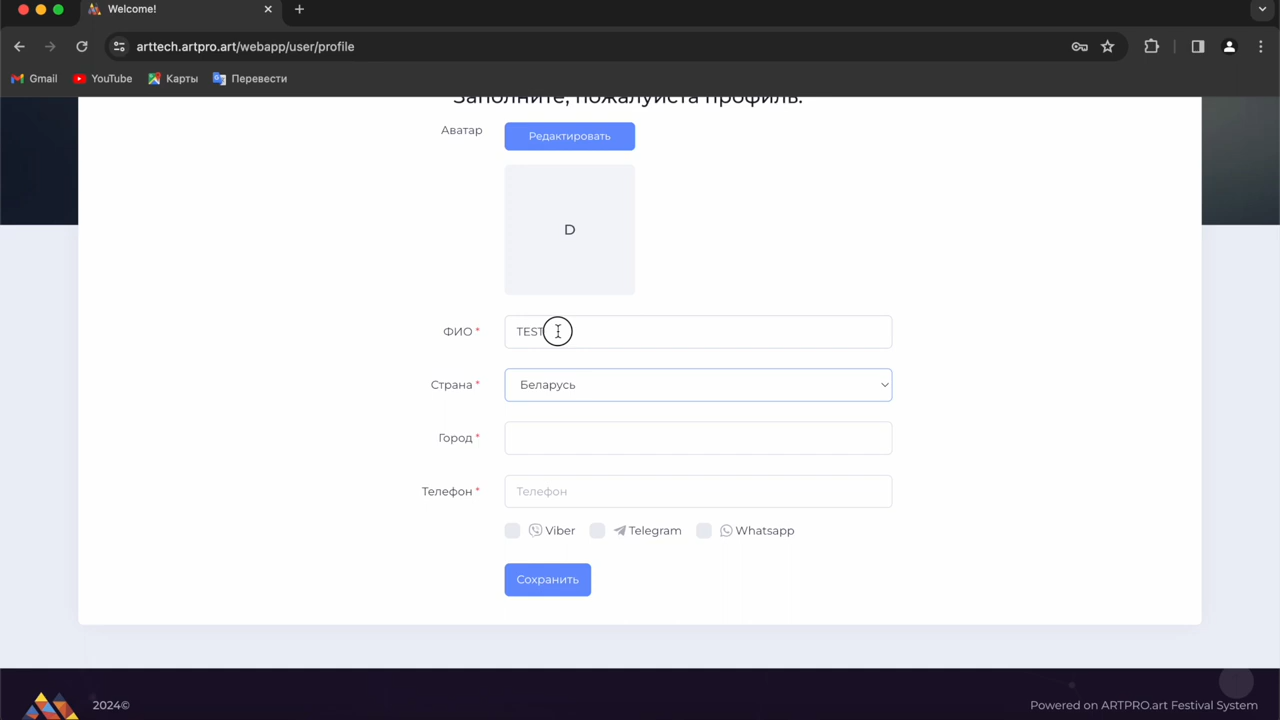 Welcome!
arttech.artpro.art/webapp/user/profile
Gmail YouTube Карты Перевести
Заполните, пожалуйста профиль.
Аватар Редактировать
D
ФИО * TEST
Страна * Беларусь
Город *
Телефон * Телефон
Viber Telegram Whatsapp
Сохранить
2024© Powered on ARTPRO.art Festival System